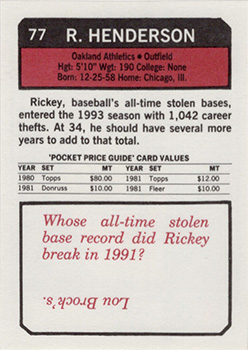 77 R. HENDERSON
Oakland Athletics • Outfield
Hgt: 5'10" Wgt: 190 College: None
Born: 12-25-58 Home: Chicago, Ill.
Rickey, baseball's all-time stolen bases,
entered the 1993 season with 1,042 career
thefts. At 34, he should have several more
years to add to that total.
'POCKET PRICE GUIDE' CARD VALUES
YEAR SET MT YEAR SET MT
1980 Topps $80.00 1981 Topps $12.00
1981 Donruss $10.00 1981 Fleer $10.00
Whose all-time stolen
base record did Rickey
break in 1991?
Lou Brock's.